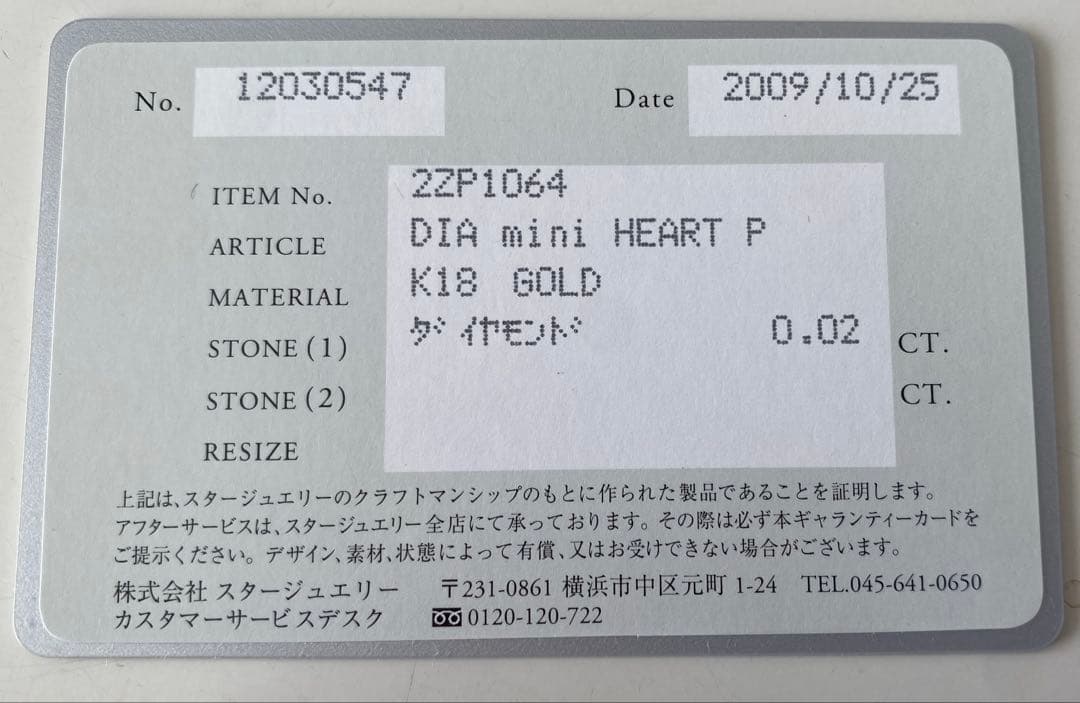 No. 12030547 Date 2009/10/25
ITEM No. 2ZP1064
ARTICLE DIA mini HEART P
MATERIAL K18 GOLD
STONE (1) ダイヤモンド 0.02 CT.
STONE (2) CT.
RESIZE
上記は、スタージュエリーのクラフトマンシップのもとに作られた製品であることを証明します。
アフターサービスは、スタージュエリー全店にて承っております。その際は必ず本ギャランティーカードを
ご提示ください。デザイン、素材、状態によって有償、又はお受けできない場合がございます。
株式会社 スタージュエリー 〒231-0861 横浜市中区元町 1-24 TEL.045-641-0650
カスタマーサービスデスク 0120-120-722